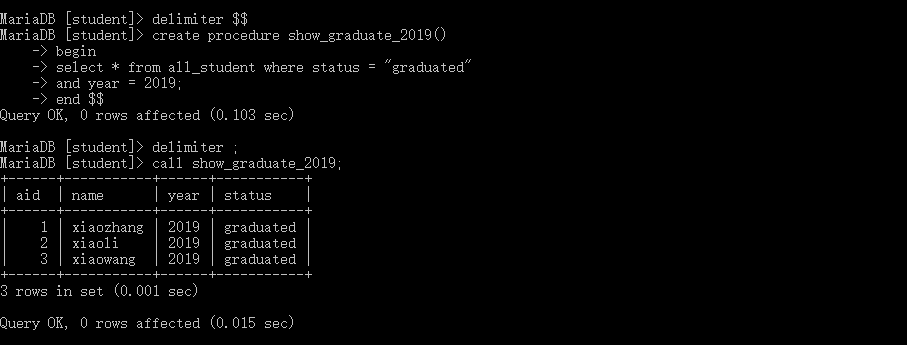 MariaDB [student]> delimiter $$
MariaDB [student]> create procedure show_graduate_2019()
    -> begin
    -> select * from all_student where status = "graduated"
    -> and year = 2019;
    -> end $$
Query OK, 0 rows affected (0.103 sec)

MariaDB [student]> delimiter ;
MariaDB [student]> call show_graduate_2019;
+------+-----------+------+-----------+
| aid  | name      | year | status    |
+------+-----------+------+-----------+
|    1 | xiaozhang | 2019 | graduated |
|    2 | xiaoli    | 2019 | graduated |
|    3 | xiaowang  | 2019 | graduated |
+------+-----------+------+-----------+
3 rows in set (0.001 sec)

Query OK, 0 rows affected (0.015 sec)